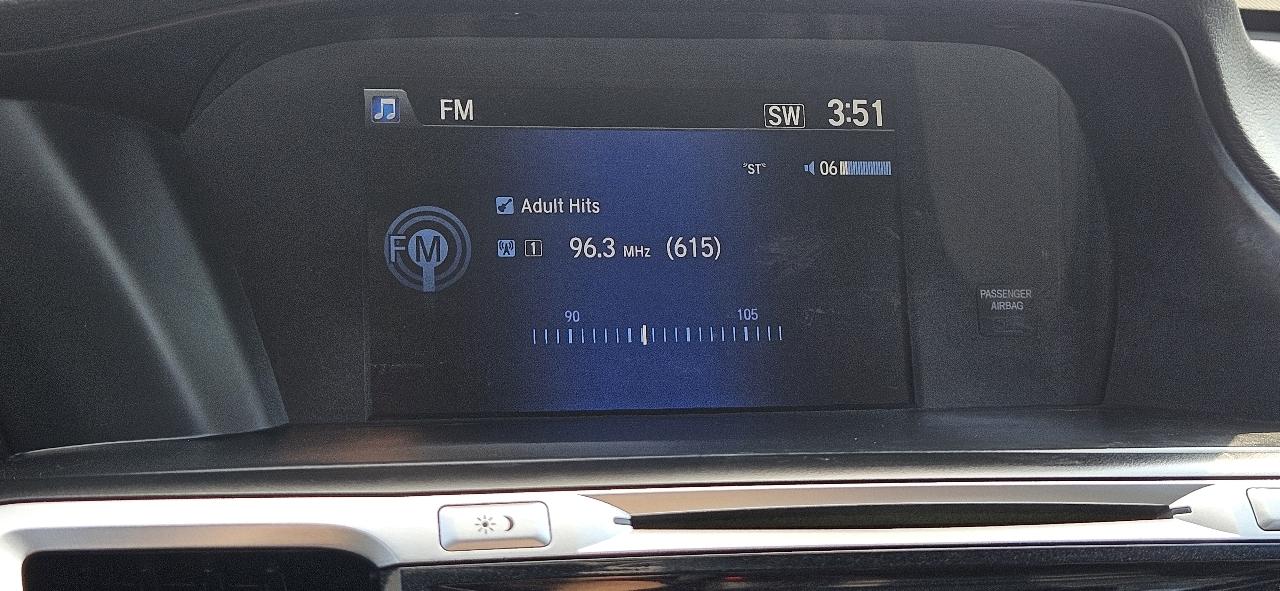 FM SW 3:51
"ST" 06
Adult Hits
FM
1 96.3 MHz (615)
PASSENGER
AIRBAG
90 105